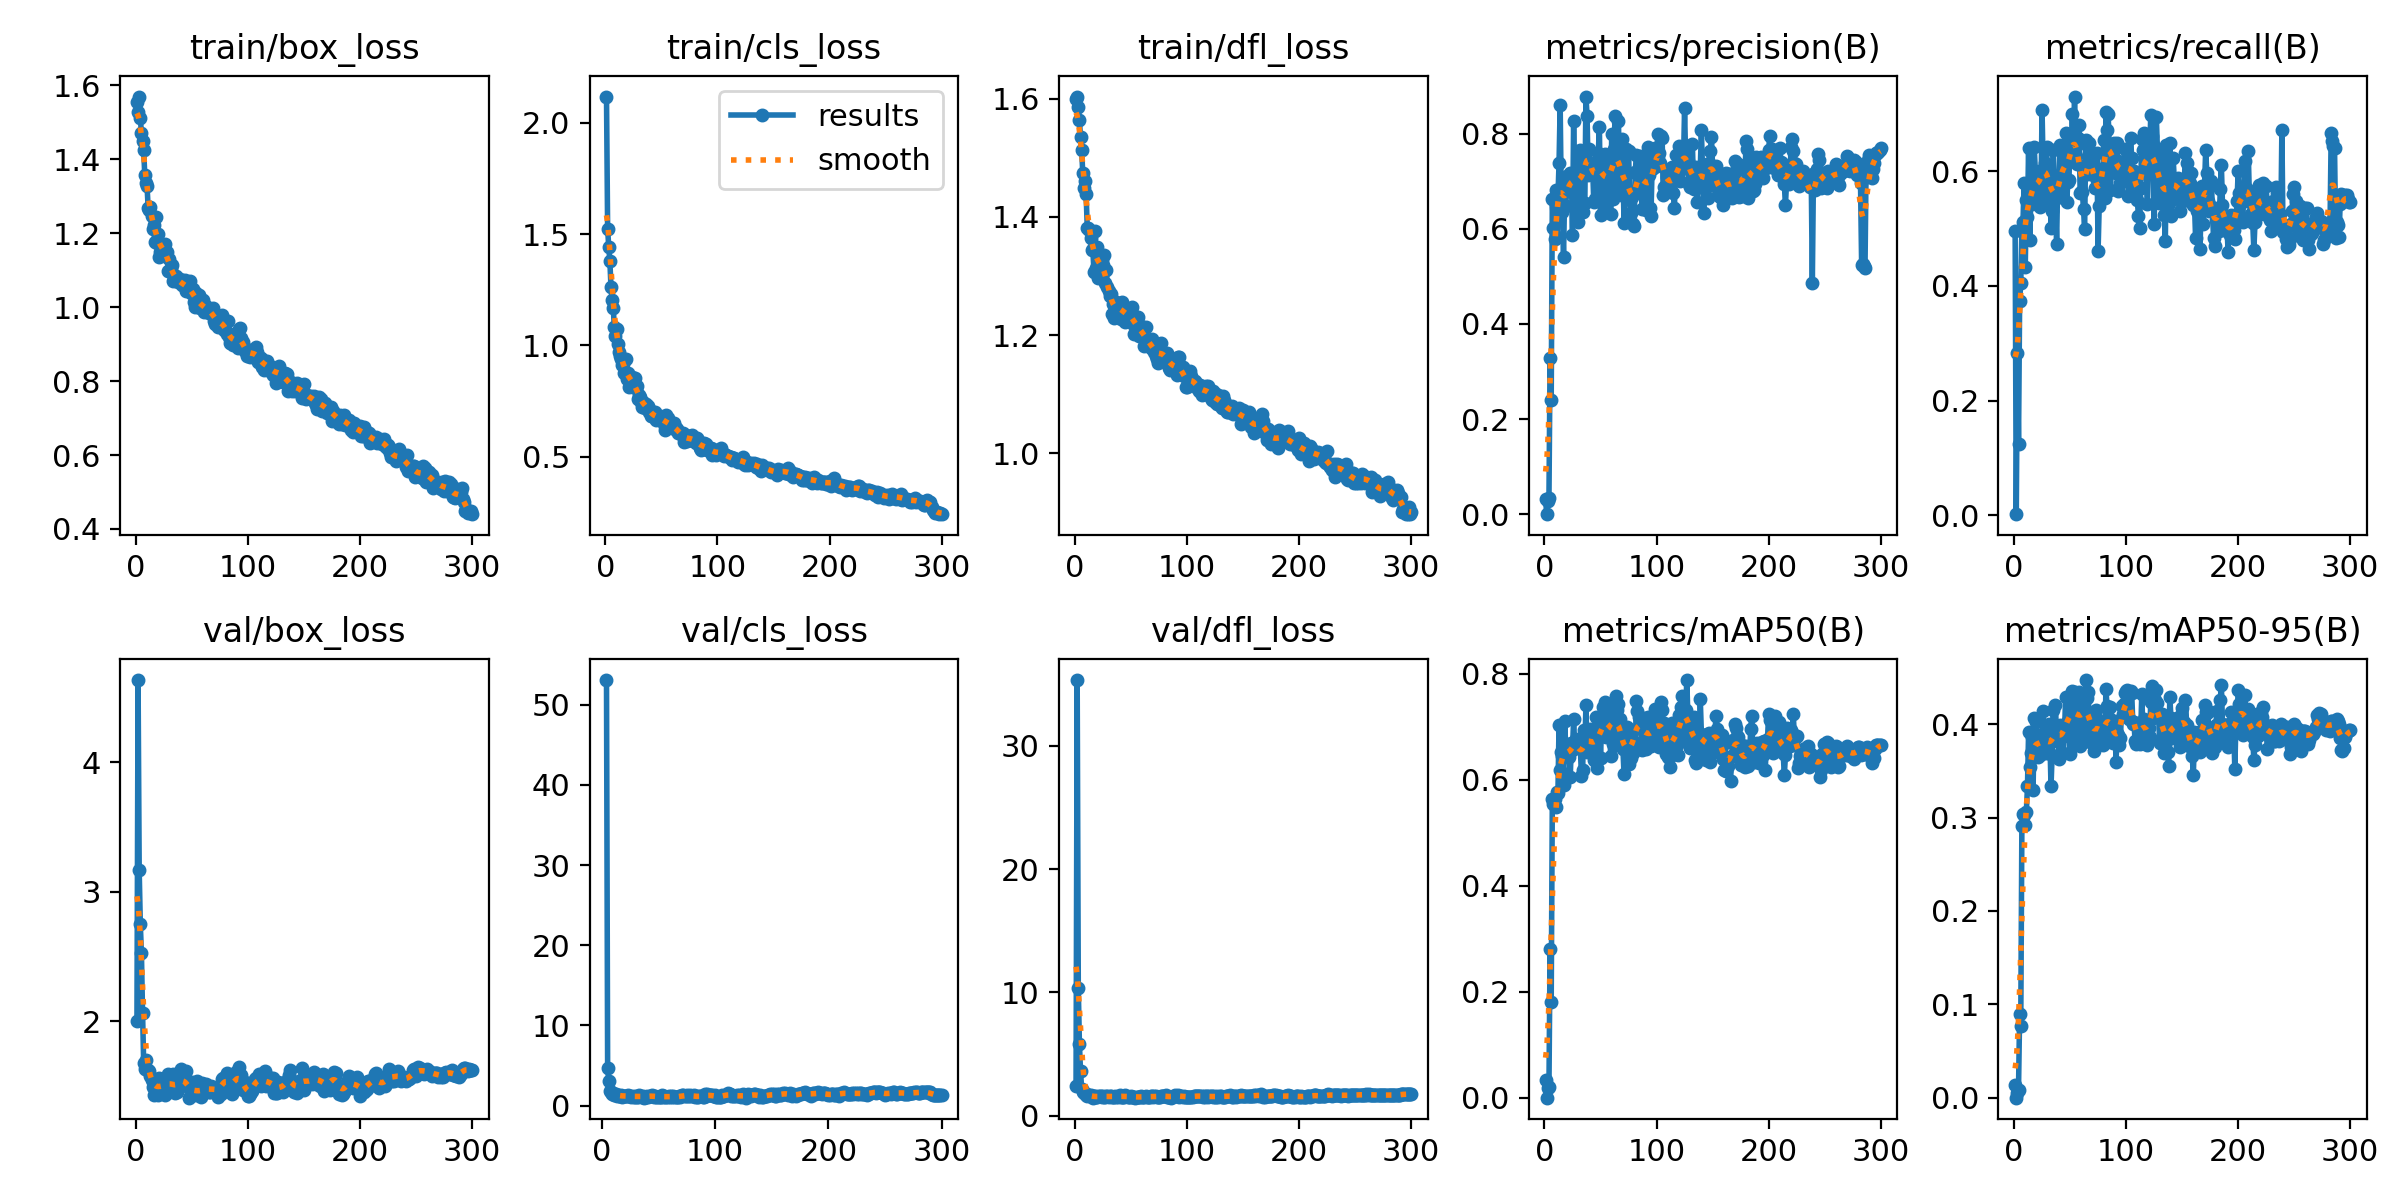 train/box_loss
1.6
1.4
1.2
1.0
0.8
0.6
0.4
0 100 200 300
train/cls_loss
results
smooth
2.0
1.5
1.0
0.5
0 100 200 300
train/dfl_loss
1.6
1.4
1.2
1.0
0 100 200 300
metrics/precision(B)
0.8
0.6
0.4
0.2
0.0
0 100 200 300
metrics/recall(B)
0.6
0.4
0.2
0.0
0 100 200 300
val/box_loss
4
3
2
0 100 200 300
val/cls_loss
50
40
30
20
10
0
0 100 200 300
val/dfl_loss
30
20
10
0
0 100 200 300
metrics/mAP50(B)
0.8
0.6
0.4
0.2
0.0
0 100 200 300
metrics/mAP50-95(B)
0.4
0.3
0.2
0.1
0.0
0 100 200 300